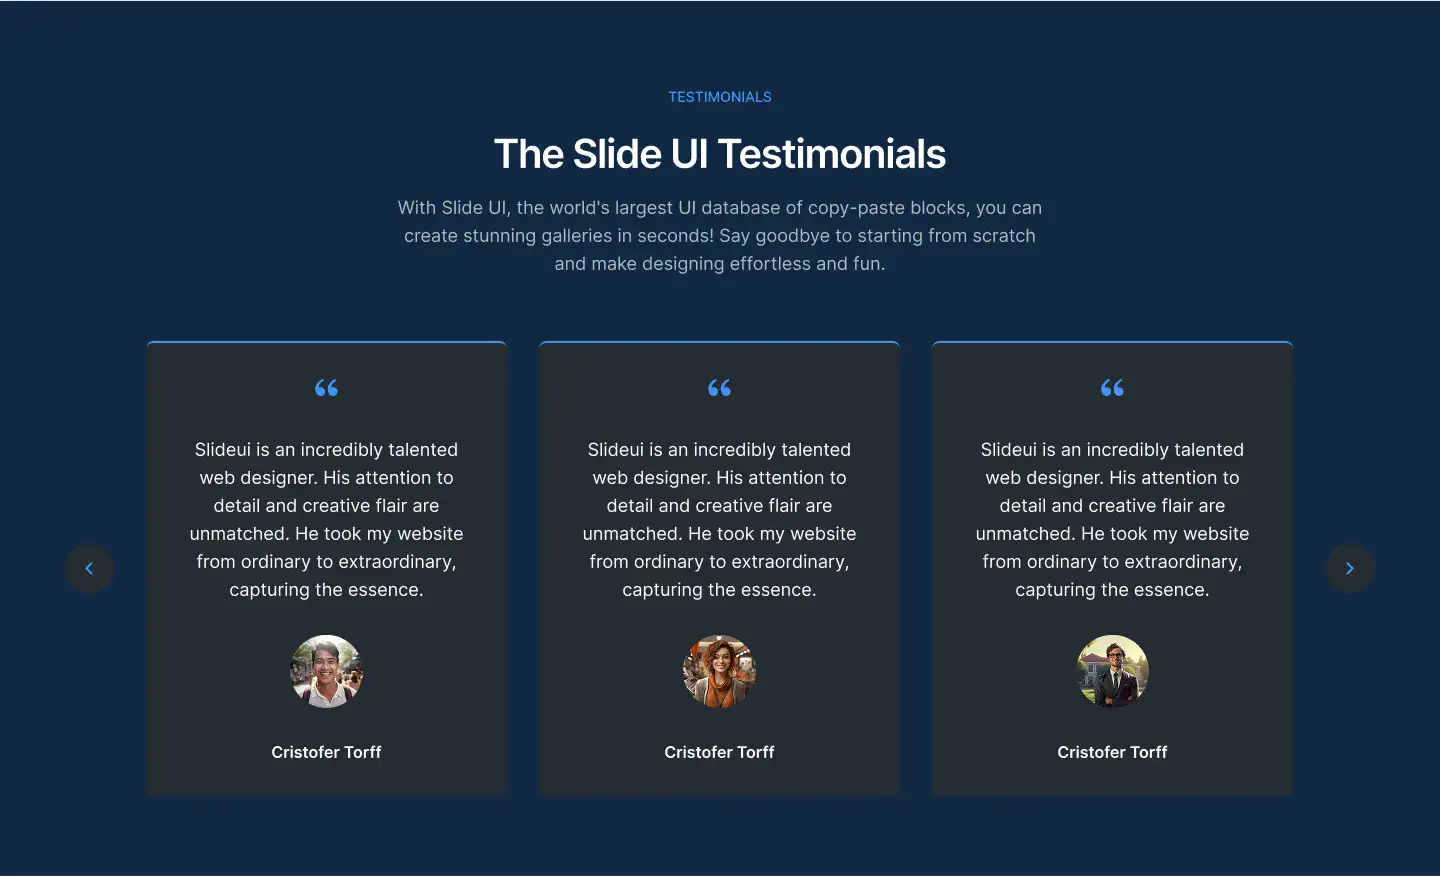 TESTIMONIALS
The Slide UI Testimonials
With Slide UI, the world's largest UI database of copy-paste blocks, you can
create stunning galleries in seconds! Say goodbye to starting from scratch
and make designing effortless and fun.
“
Slideui is an incredibly talented
web designer. His attention to
detail and creative flair are
unmatched. He took my website
from ordinary to extraordinary,
capturing the essence.
Cristofer Torff
“
Slideui is an incredibly talented
web designer. His attention to
detail and creative flair are
unmatched. He took my website
from ordinary to extraordinary,
capturing the essence.
Cristofer Torff
“
Slideui is an incredibly talented
web designer. His attention to
detail and creative flair are
unmatched. He took my website
from ordinary to extraordinary,
capturing the essence.
Cristofer Torff